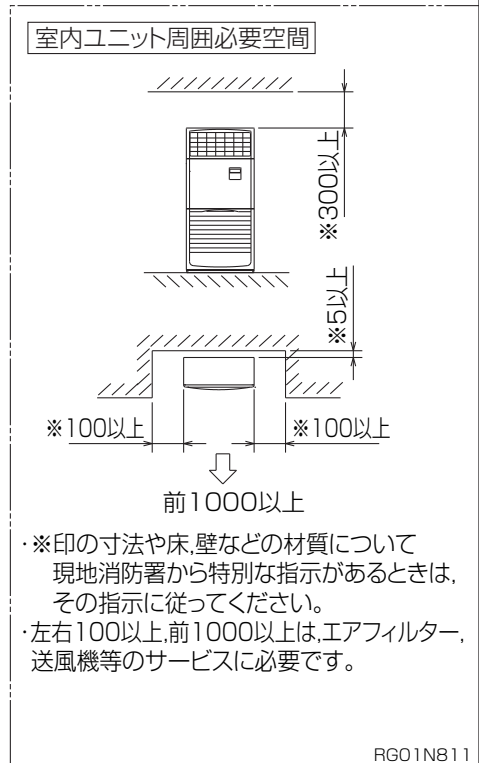 室内ユニット周囲必要空間
※300以上
※5以上
※100以上
※100以上
前1000以上
・※印の寸法や床,壁などの材質について
現地消防署から特別な指示があるときは,
その指示に従ってください。
・左右100以上,前1000以上は,エアフィルター,
送風機等のサービスに必要です。
RG01N811